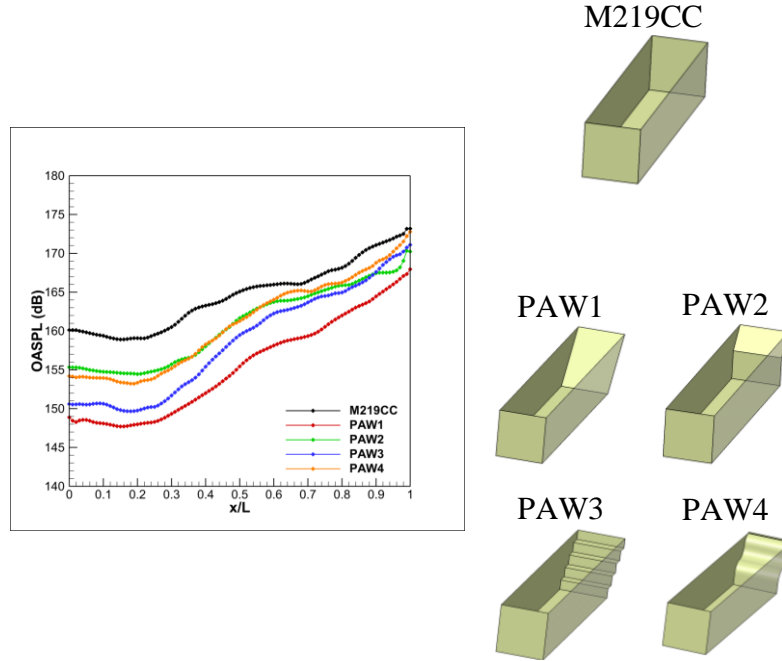 M219CC
180
175
170
165
160
155
150
145
140
OASPL (dB)
0 0.1 0.2 0.3 0.4 0.5 0.6 0.7 0.8 0.9 1
x/L
M219CC
PAW1
PAW2
PAW3
PAW4
PAW1 PAW2
PAW3 PAW4